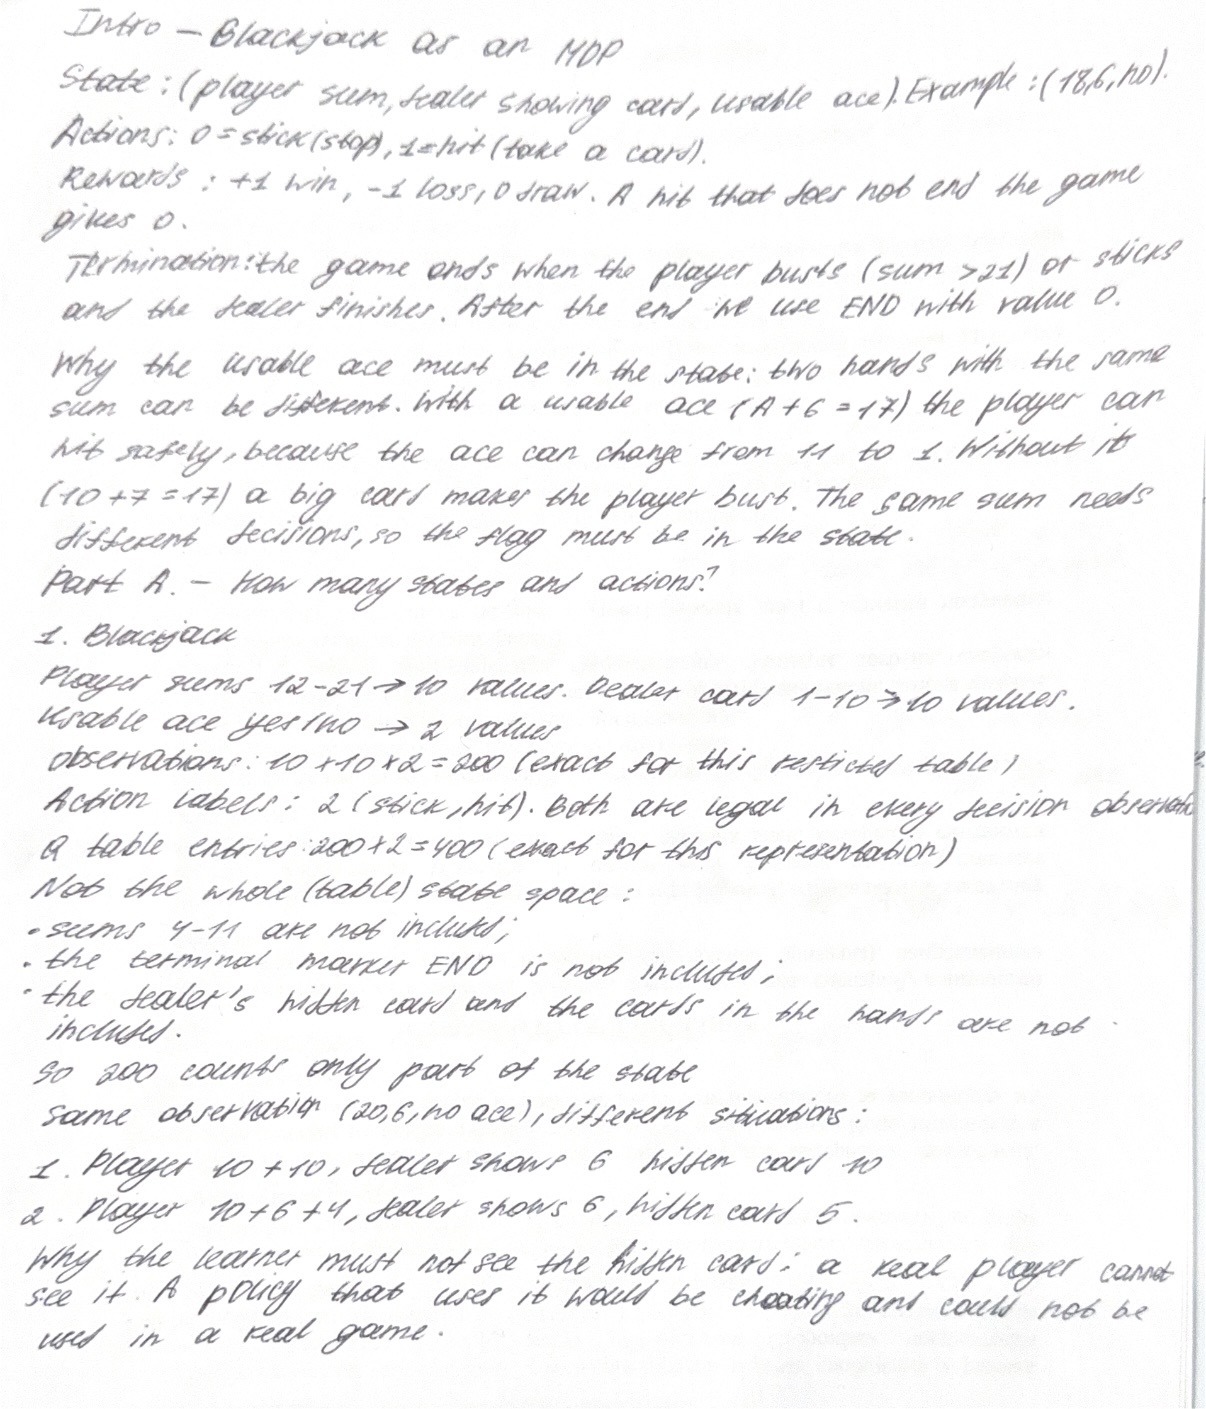 Intro – Blackjack as an MDP
State: (player sum, dealer showing card, usable ace). Example: (18,6,no).
Actions: 0 = stick (stop), 1 = hit (take a card).
Rewards: +1 win, -1 loss, 0 draw. A hit that does not end the game
gives 0.
Termination: the game ends when the player busts (sum >21) or sticks
and the dealer finishes. After the end we use END with value 0.
Why the usable ace must be in the state: two hands with the same
sum can be different. With a usable ace (A+6=17) the player can
hit safely, because the ace can change from 11 to 1. Without it
(10+7=17) a big card makes the player bust. The same sum needs
different decisions, so the flag must be in the state.
Part A. – How many states and actions?
1. Blackjack
Player sums 12-21 → 10 values. Dealer card 1-10 → 10 values.
Usable ace yes/no → 2 values
Observations: 10×10×2=200 (exact for this resticted table)
Action labels: 2 (stick, hit). Both are legal in every decision observatio
Q table entries: 200×2=400 (exact for this representation)
Not the whole (table) state space:
• sums 4-11 are not included;
• the terminal marker END is not included;
• the dealer's hidden card and the cards in the hands are not
included.
So 200 counts only part of the state
Same observation (20,6, no ace), different situations:
1. Player 10+10, dealer shows 6 hidden card 10
2. Player 10+6+4, dealer shows 6, hidden card 5.
Why the learner must not see the hidden card: a real player cannot
see it. A policy that uses it would be cheating and could not be
used in a real game.